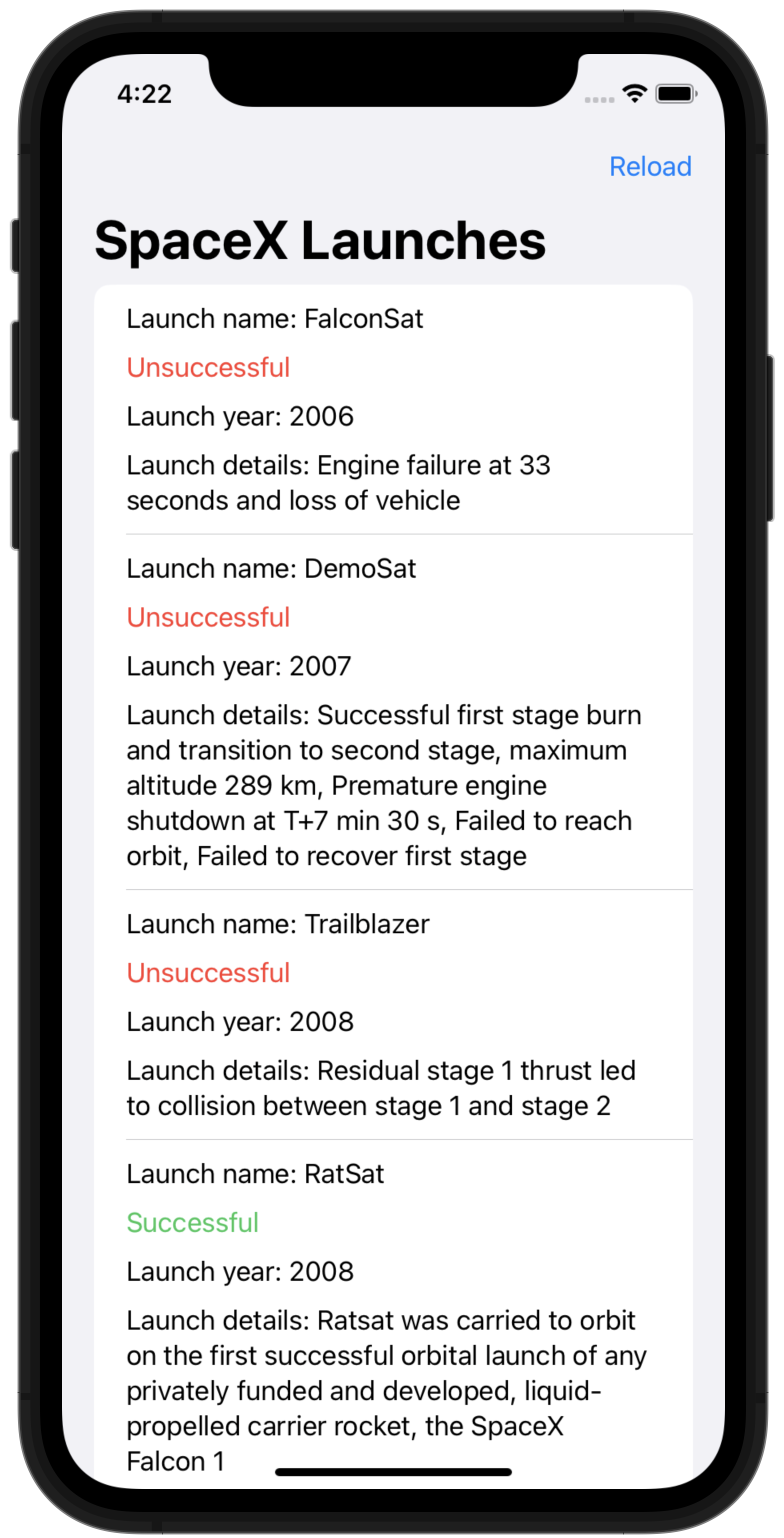 4:22
Reload
SpaceX Launches
Launch name: FalconSat
Unsuccessful
Launch year: 2006
Launch details: Engine failure at 33
seconds and loss of vehicle
Launch name: DemoSat
Unsuccessful
Launch year: 2007
Launch details: Successful first stage burn
and transition to second stage, maximum
altitude 289 km, Premature engine
shutdown at T+7 min 30 s, Failed to reach
orbit, Failed to recover first stage
Launch name: Trailblazer
Unsuccessful
Launch year: 2008
Launch details: Residual stage 1 thrust led
to collision between stage 1 and stage 2
Launch name: RatSat
Successful
Launch year: 2008
Launch details: Ratsat was carried to orbit
on the first successful orbital launch of any
privately funded and developed, liquid-
propelled carrier rocket, the SpaceX
Falcon 1